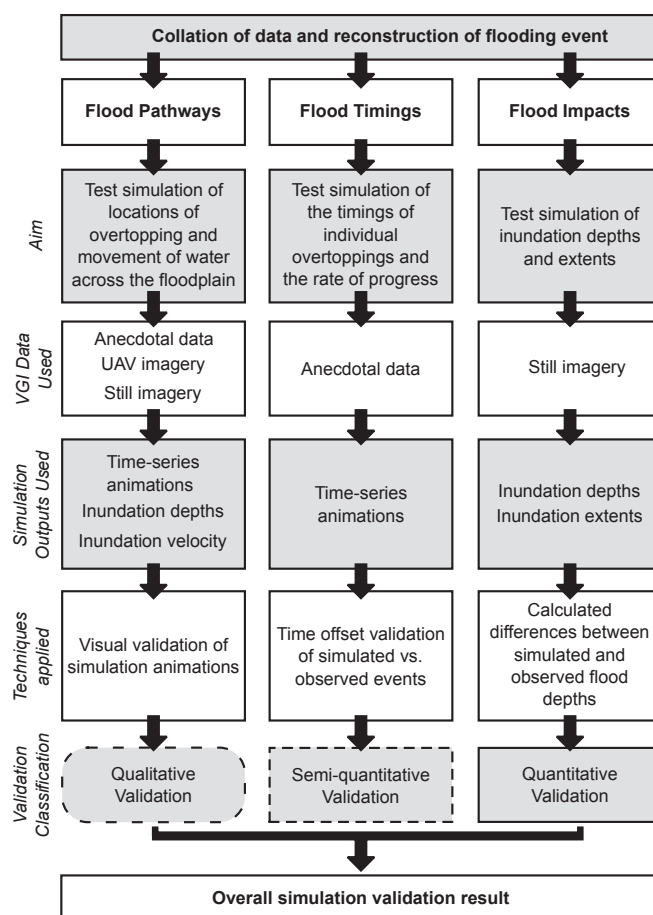 Collation of data and reconstruction of flooding event
Flood Pathways
Flood Timings
Flood Impacts
Aim
Test simulation of
locations of
overtopping and
movement of water
across the floodplain
Test simulation of
the timings of
individual
overtoppings and
the rate of progress
Test simulation of
inundation depths
and extents
VGI Data
Used
Anecdotal data
UAV imagery
Still imagery
Anecdotal data
Still imagery
Simulation
Outputs Used
Time-series
animations
Inundation depths
Inundation velocity
Time-series
animations
Inundation depths
Inundation extents
Techniques
applied
Visual validation of
simulation animations
Time offset validation
of simulated vs.
observed events
Calculated
differences between
simulated and
observed flood
depths
Validation
Classification
Qualitative
Validation
Semi-quantitative
Validation
Quantitative
Validation
Overall simulation validation result